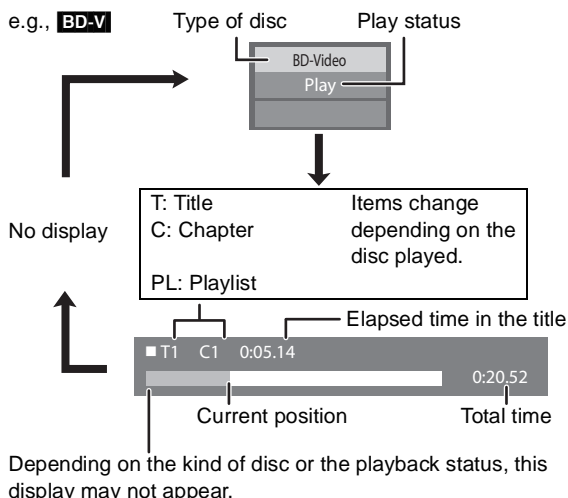 e.g., BD-V
Type of disc
Play status
BD-Video
Play
No display
T: Title
C: Chapter
PL: Playlist
Items change
depending on the
disc played.
Elapsed time in the title
T1 C1 0:05.14
0:20.52
Current position
Total time
Depending on the kind of disc or the playback status, this
display may not appear.